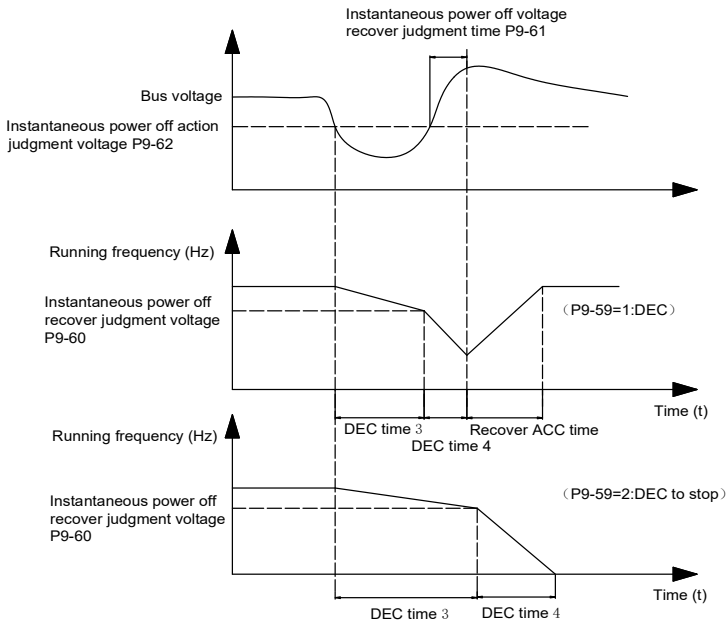 Instantaneous power off voltage
recover judgment time P9-61
Bus voltage
Instantaneous power off action
judgment voltage P9-62
Running frequency (Hz)
Instantaneous power off
recover judgment voltage
P9-60
（P9-59=1:DEC）
Time (t)
DEC time 3
Recover ACC time
DEC time 4
Running frequency (Hz)
Instantaneous power off
recover judgment voltage
P9-60
（P9-59=2:DEC to stop）
Time (t)
DEC time 3
DEC time 4